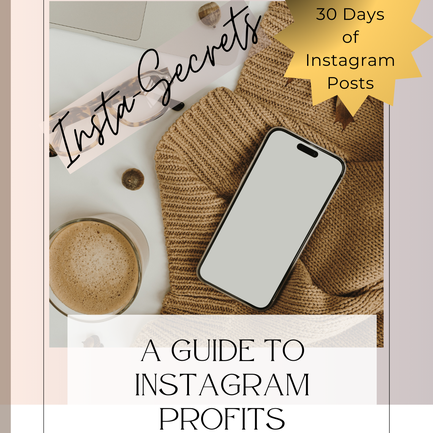 30 Days
of
Instagram
Posts
Insta Secrets
A GUIDE TO
INSTAGRAM
PROFITS